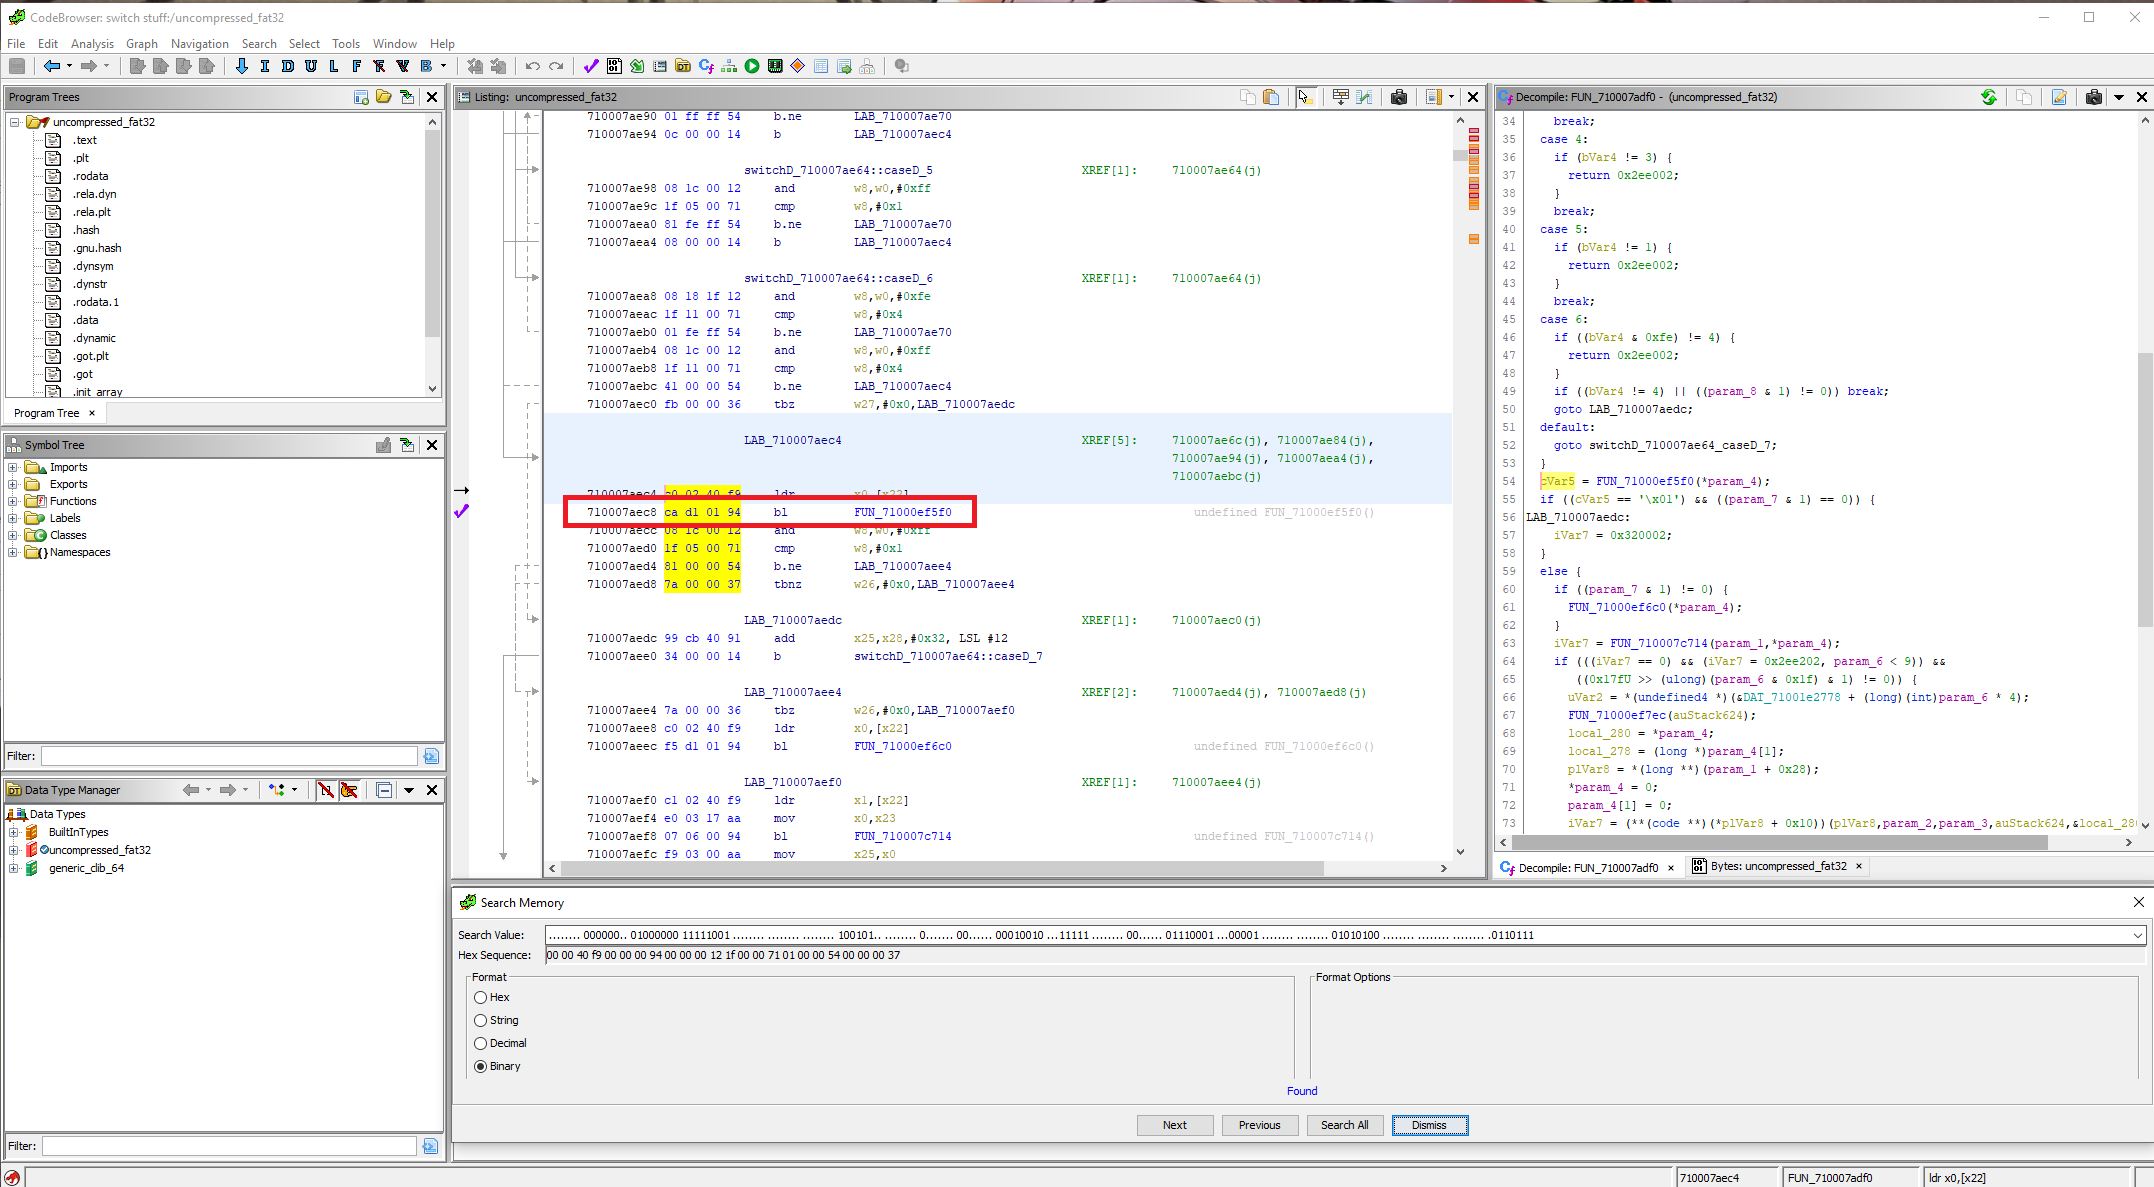 CodeBrowser: switch stuff:/uncompressed_fat32
File Edit Analysis Graph Navigation Search Select Tools Window Help
I D U L F B
Program Trees
uncompressed_fat32
.text
.plt
.rodata
.rela.dyn
.rela.plt
.hash
.gnu.hash
.dynsym
.dynstr
.rodata.1
.data
.dynamic
.got.plt
.got
.init_array
Program Tree
Symbol Tree
Imports
Exports
Functions
Labels
Classes
Namespaces
Filter:
Data Type Manager
Data Types
BuiltInTypes
uncompressed_fat32
generic_clib_64
Filter:
Listing: uncompressed_fat32
710007ae90 01 ff ff 54 b.ne LAB_710007ae70
710007ae94 0c 00 00 14 b LAB_710007aec4
switchD_710007ae64::caseD_5 XREF[1]: 710007ae64(j)
710007ae98 08 1c 00 12 and w8,w0,#0xff
710007ae9c 1f 05 00 71 cmp w8,#0x1
710007aea0 81 fe ff 54 b.ne LAB_710007ae70
710007aea4 08 00 00 14 b LAB_710007aec4
switchD_710007ae64::caseD_6 XREF[1]: 710007ae64(j)
710007aea8 08 18 1f 12 and w8,w0,#0xfe
710007aeac 1f 11 00 71 cmp w8,#0x4
710007aeb0 01 fe ff 54 b.ne LAB_710007ae70
710007aeb4 08 1c 00 12 and w8,w0,#0xff
710007aeb8 1f 11 00 71 cmp w8,#0x4
710007aebc 41 00 00 54 b.ne LAB_710007aec4
710007aec0 fb 00 00 36 tbz w27,#0x0,LAB_710007aedc
LAB_710007aec4 XREF[5]: 710007ae6c(j), 710007ae84(j),
710007ae94(j), 710007aea4(j),
710007aebc(j)
710007aec4 c0 02 40 f9 ldr x0,[x22]
710007aec8 ca d1 01 94 bl FUN_71000ef5f0 undefined FUN_71000ef5f0()
710007aecc 08 1c 00 12 and w8,w0,#0xff
710007aed0 1f 05 00 71 cmp w8,#0x1
710007aed4 81 00 00 54 b.ne LAB_710007aee4
710007aed8 7a 00 00 37 tbnz w26,#0x0,LAB_710007aee4
LAB_710007aedc XREF[1]: 710007aec0(j)
710007aedc 99 cb 40 91 add x25,x28,#0x32, LSL #12
710007aee0 34 00 00 14 b switchD_710007ae64::caseD_7
LAB_710007aee4 XREF[2]: 710007aed4(j), 710007aed8(j)
710007aee4 7a 00 00 36 tbz w26,#0x0,LAB_710007aef0
710007aee8 c0 02 40 f9 ldr x0,[x22]
710007aeec f5 d1 01 94 bl FUN_71000ef6c0 undefined FUN_71000ef6c0()
LAB_710007aef0 XREF[1]: 710007aee4(j)
710007aef0 c1 02 40 f9 ldr x1,[x22]
710007aef4 e0 03 17 aa mov x0,x23
710007aef8 07 06 00 94 bl FUN_710007c714 undefined FUN_710007c714()
710007aefc f9 03 00 aa mov x25,x0
Decompile: FUN_710007adf0 - (uncompressed_fat32)
34 break;
35 case 4:
36 if (bVar4 != 3) {
37 return 0x2ee002;
38 }
39 break;
40 case 5:
41 if (bVar4 != 1) {
42 return 0x2ee002;
43 }
44 break;
45 case 6:
46 if ((bVar4 & 0xfe) != 4) {
47 return 0x2ee002;
48 }
49 if ((bVar4 != 4) || ((param_8 & 1) != 0)) break;
50 goto LAB_710007aedc;
51 default:
52 goto switchD_710007ae64_caseD_7;
53 }
54 cVar5 = FUN_71000ef5f0(*param_4);
55 if ((cVar5 == '\x01') && ((param_7 & 1) == 0)) {
56 LAB_710007aedc:
57 iVar7 = 0x320002;
58 }
59 else {
60 if ((param_7 & 1) != 0) {
61 FUN_71000ef6c0(*param_4);
62 }
63 iVar7 = FUN_710007c714(param_1,*param_4);
64 if (((iVar7 == 0) && (iVar7 = 0x2ee202, param_6 < 9)) &&
65 ((0x17fU >> (ulong)(param_6 & 0x1f) & 1) != 0)) {
66 uVar2 = *(undefined4 *)(&DAT_71001e2778 + (long)(int)param_6 * 4);
67 FUN_71000ef7ec(auStack624);
68 local_280 = *param_4;
69 local_278 = (long *)param_4[1];
70 plVar8 = *(long **)(param_1 + 0x28);
71 *param_4 = 0;
72 param_4[1] = 0;
73 iVar7 = (**(code **)(*plVar8 + 0x10))(plVar8,param_2,param_3,auStack624,&local_280
Decompile: FUN_710007adf0
Bytes: uncompressed_fat32
Search Memory
Search Value: ........ 000000.. 01000000 11111001 ........ ........ ........ 100101.. ........ 0....... 00...... 00010010 ...11111 ........ 00...... 01110001 ...00001 ........ ........ 01010100 ........ ........ ........ .0110111
Hex Sequence: 00 00 40 f9 00 00 00 94 00 00 00 12 1f 00 00 71 01 00 00 54 00 00 00 37
Format
Hex
String
Decimal
Binary
Format Options
Found
Next Previous Search All Dismiss
710007aec4 FUN_710007adf0 ldr x0,[x22]